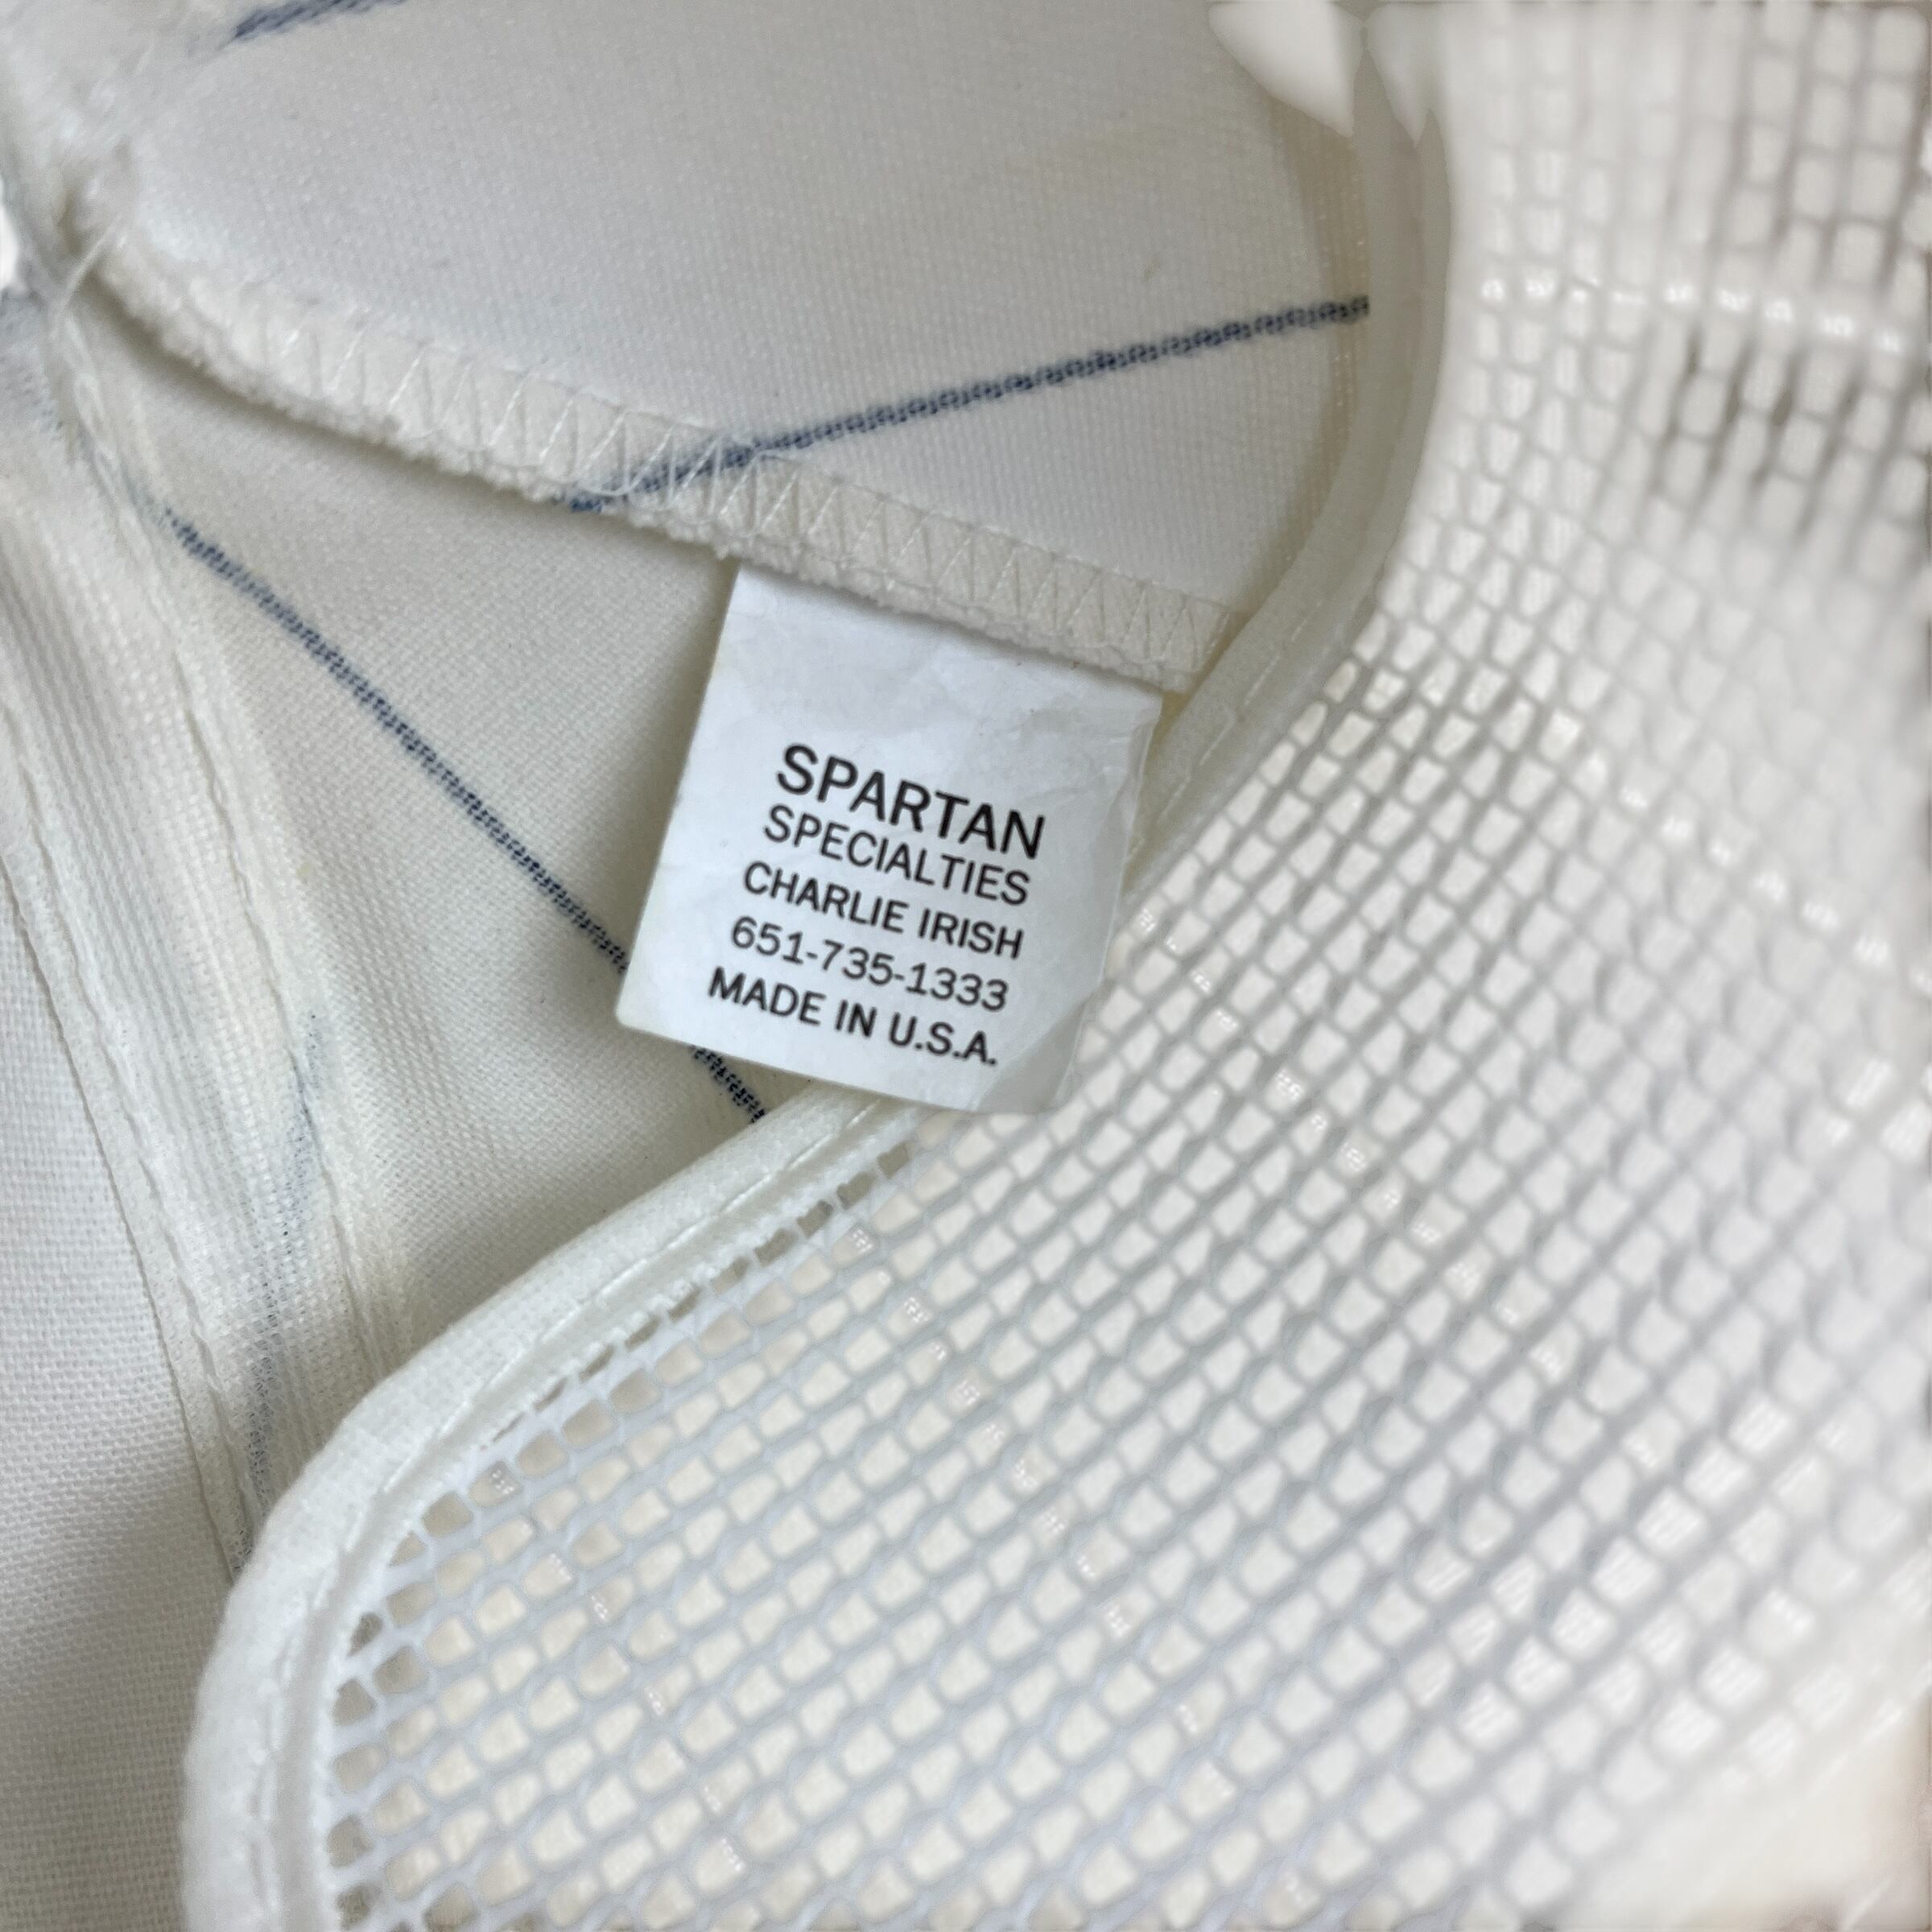 SPARTAN
SPECIALTIES
CHARLIE IRISH
651-735-1333
MADE IN U.S.A.